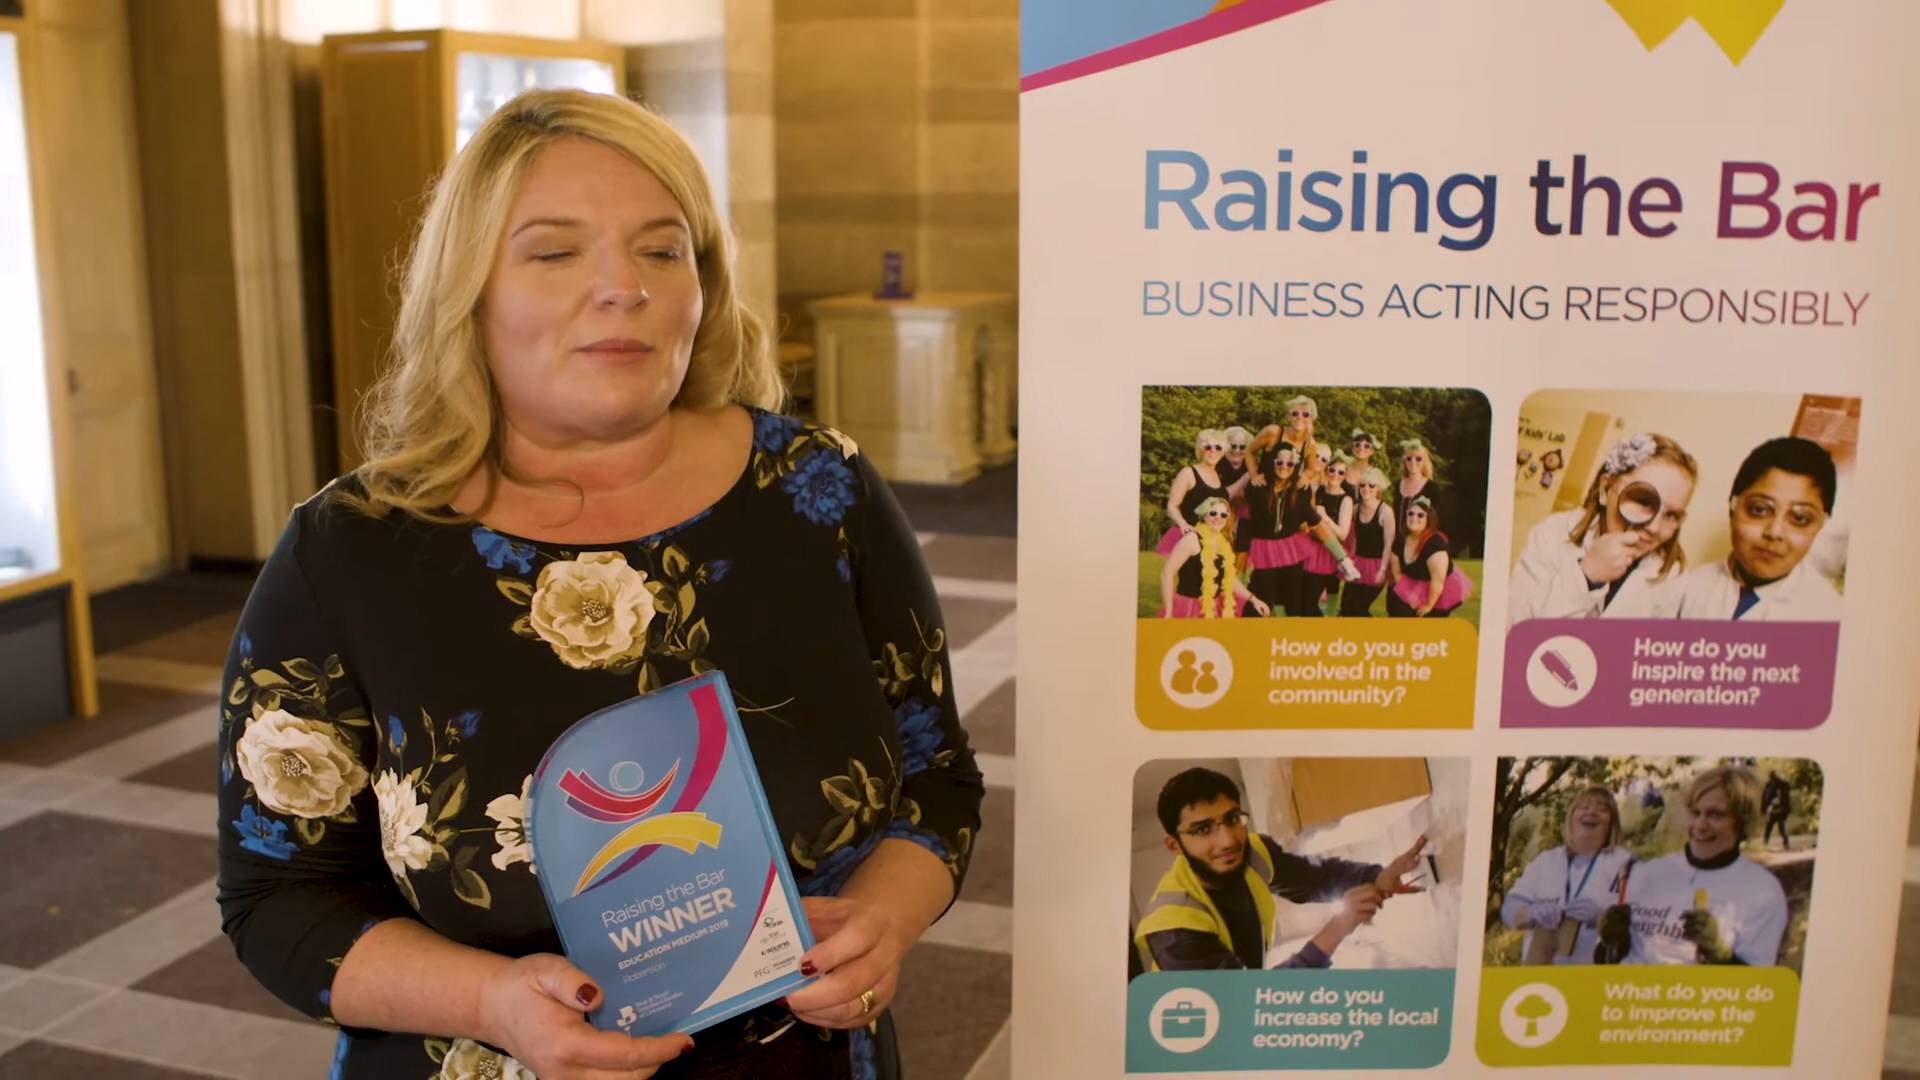 Raising the Bar
BUSINESS ACTING RESPONSIBLY
Kids' Lab
How do you get
involved in the
community?
How do you
inspire the next
generation?
How do you
increase the local
economy?
What do you do
to improve the
environment?
Raising the Bar
WINNER
EDUCATION MEDIUM 2019
Robertson